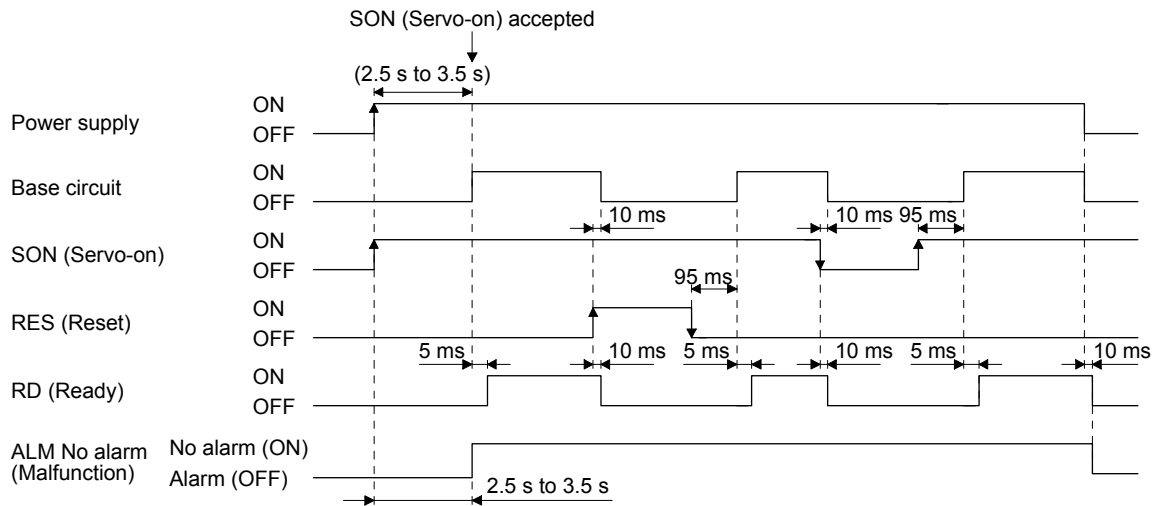 SON (Servo-on) accepted
(2.5 s to 3.5 s)
Power supply
ON
OFF
Base circuit
ON
OFF
10 ms
10 ms
95 ms
SON (Servo-on)
ON
OFF
95 ms
RES (Reset)
ON
OFF
5 ms
10 ms
5 ms
10 ms
5 ms
10 ms
RD (Ready)
ON
OFF
ALM No alarm
(Malfunction)
No alarm (ON)
Alarm (OFF)
2.5 s to 3.5 s